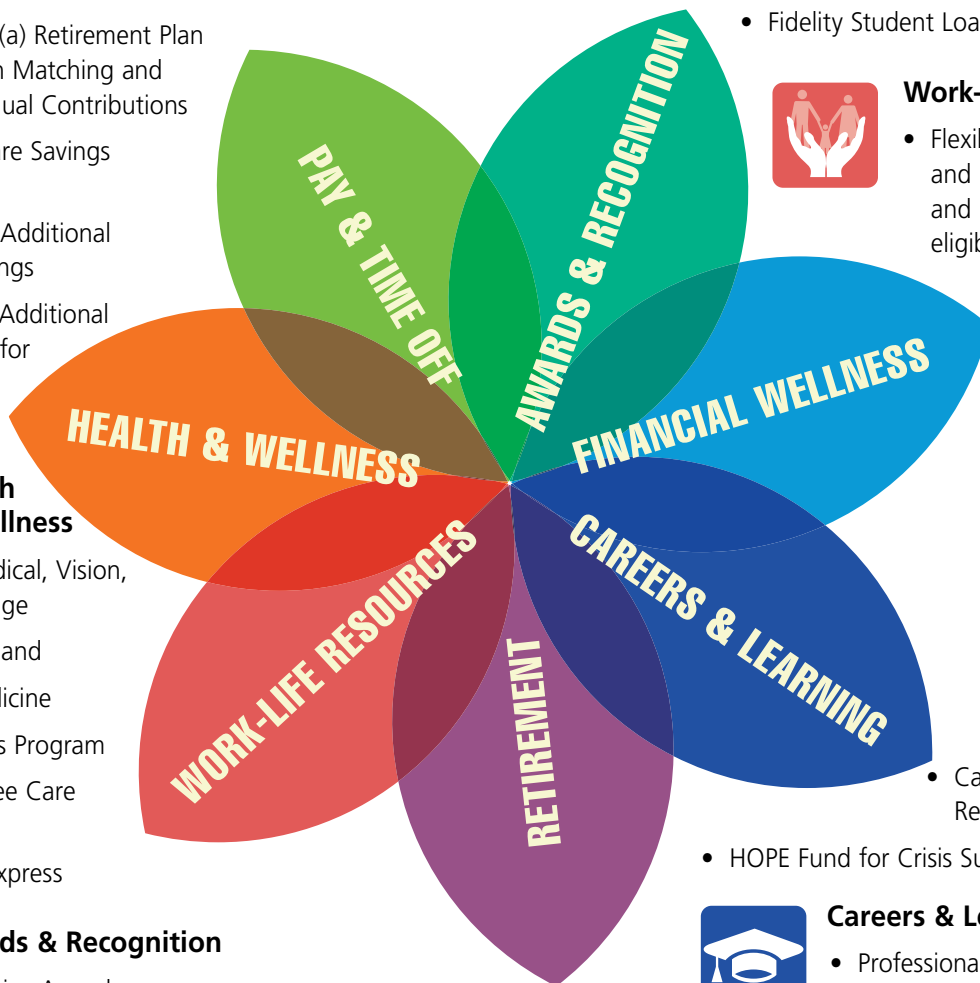 (a) Retirement Plan
Matching and
ual Contributions
re Savings
Additional
ngs
Additional
for
h
llness
dical, Vision,
ge
and
dicine
s Program
ee Care
xpress
ds & Recognition
PAY & TIME OFF
AWARDS & RECOGNITION
FINANCIAL WELLNESS
HEALTH & WELLNESS
CAREERS & LEARNING
WORK-LIFE RESOURCES
RETIREMENT
• Fidelity Student Loa
Work-
• Flexi
and
and
eligib
• Ca
Re
• HOPE Fund for Crisis Su
Careers & L
• Professiona